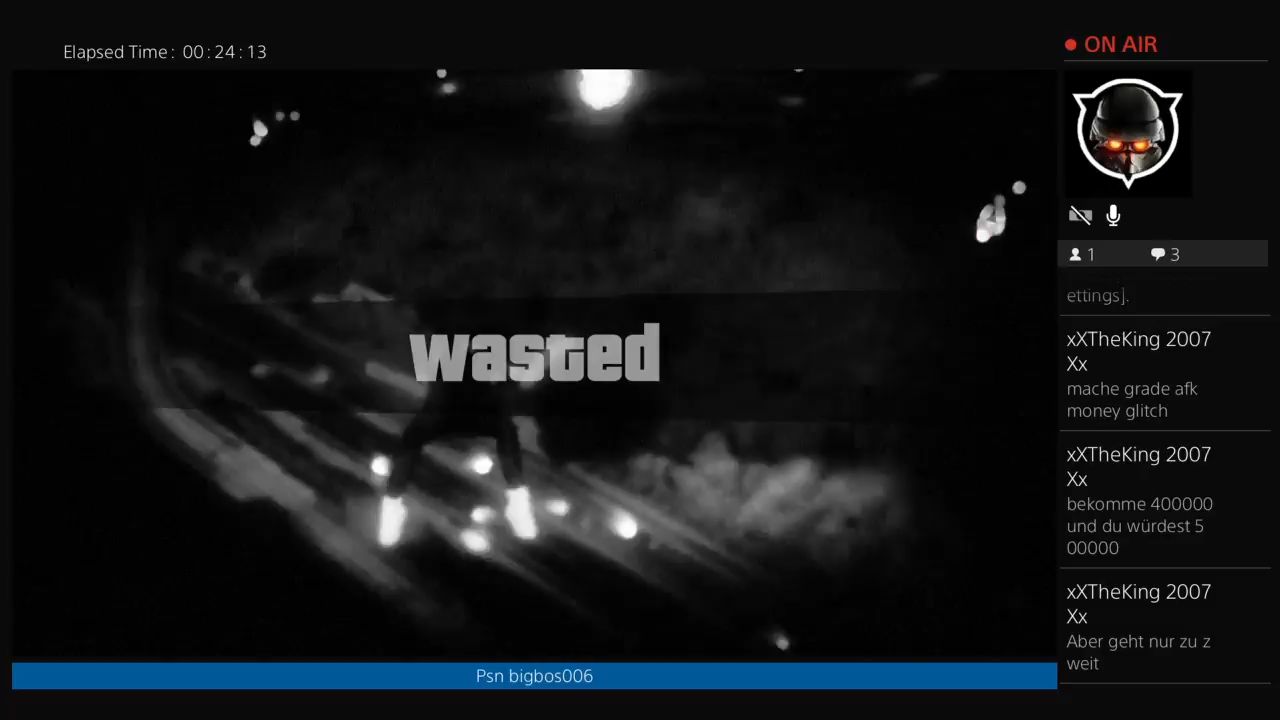 Elapsed Time: 00:24:13
ON AIR
1
3
ettings].
xXTheKing 2007
Xx
mache grade afk
money glitch
xXTheKing 2007
Xx
bekomme 400000
und du würdest 5
00000
xXTheKing 2007
Xx
Aber geht nur zu z
weit
wasted
Psn bigbos006